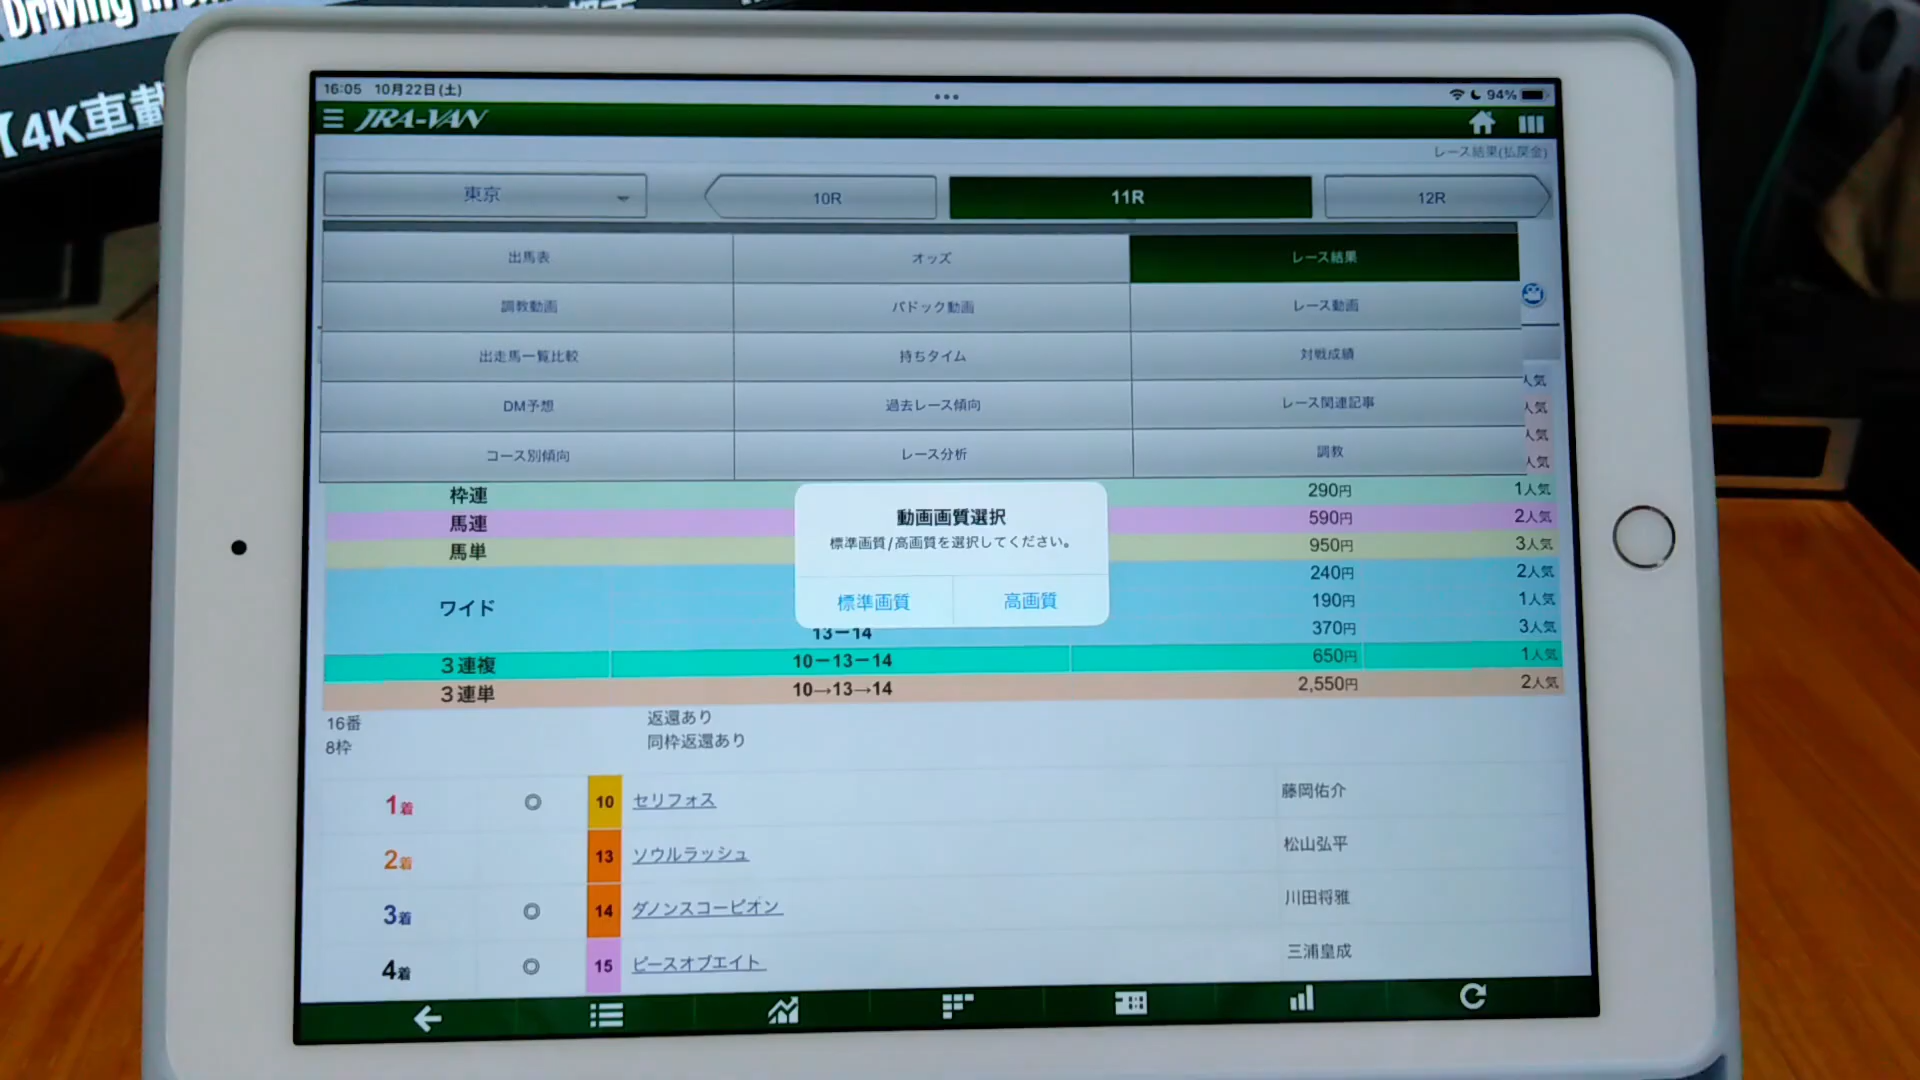 【4K車載
16:05 10月22日(土)
94%
JRA-VAN
レース結果(払戻金)
東京
10R
11R
12R
出馬表 オッズ レース結果
調教動画 パドック動画 レース動画
出走馬一覧比較 持ちタイム 対戦成績
DM予想 過去レース傾向 レース関連記事
コース別傾向 レース分析 調教
人気
人気
人気
人気
枠連 290円 1人気
馬連 590円 2人気
馬単 950円 3人気
動画画質選択
標準画質/高画質を選択してください。
標準画質 高画質
ワイド
240円 2人気
190円 1人気
13－14 370円 3人気
３連複 10－13－14 650円 1人気
３連単 10→13→14 2,550円 2人気
16番 返還あり
8枠 同枠返還あり
1着 ◎ 10 セリフォス 藤岡佑介
2着 13 ソウルラッシュ 松山弘平
3着 ◎ 14 ダノンスコーピオン 川田将雅
4着 ◎ 15 ピースオブエイト 三浦皇成